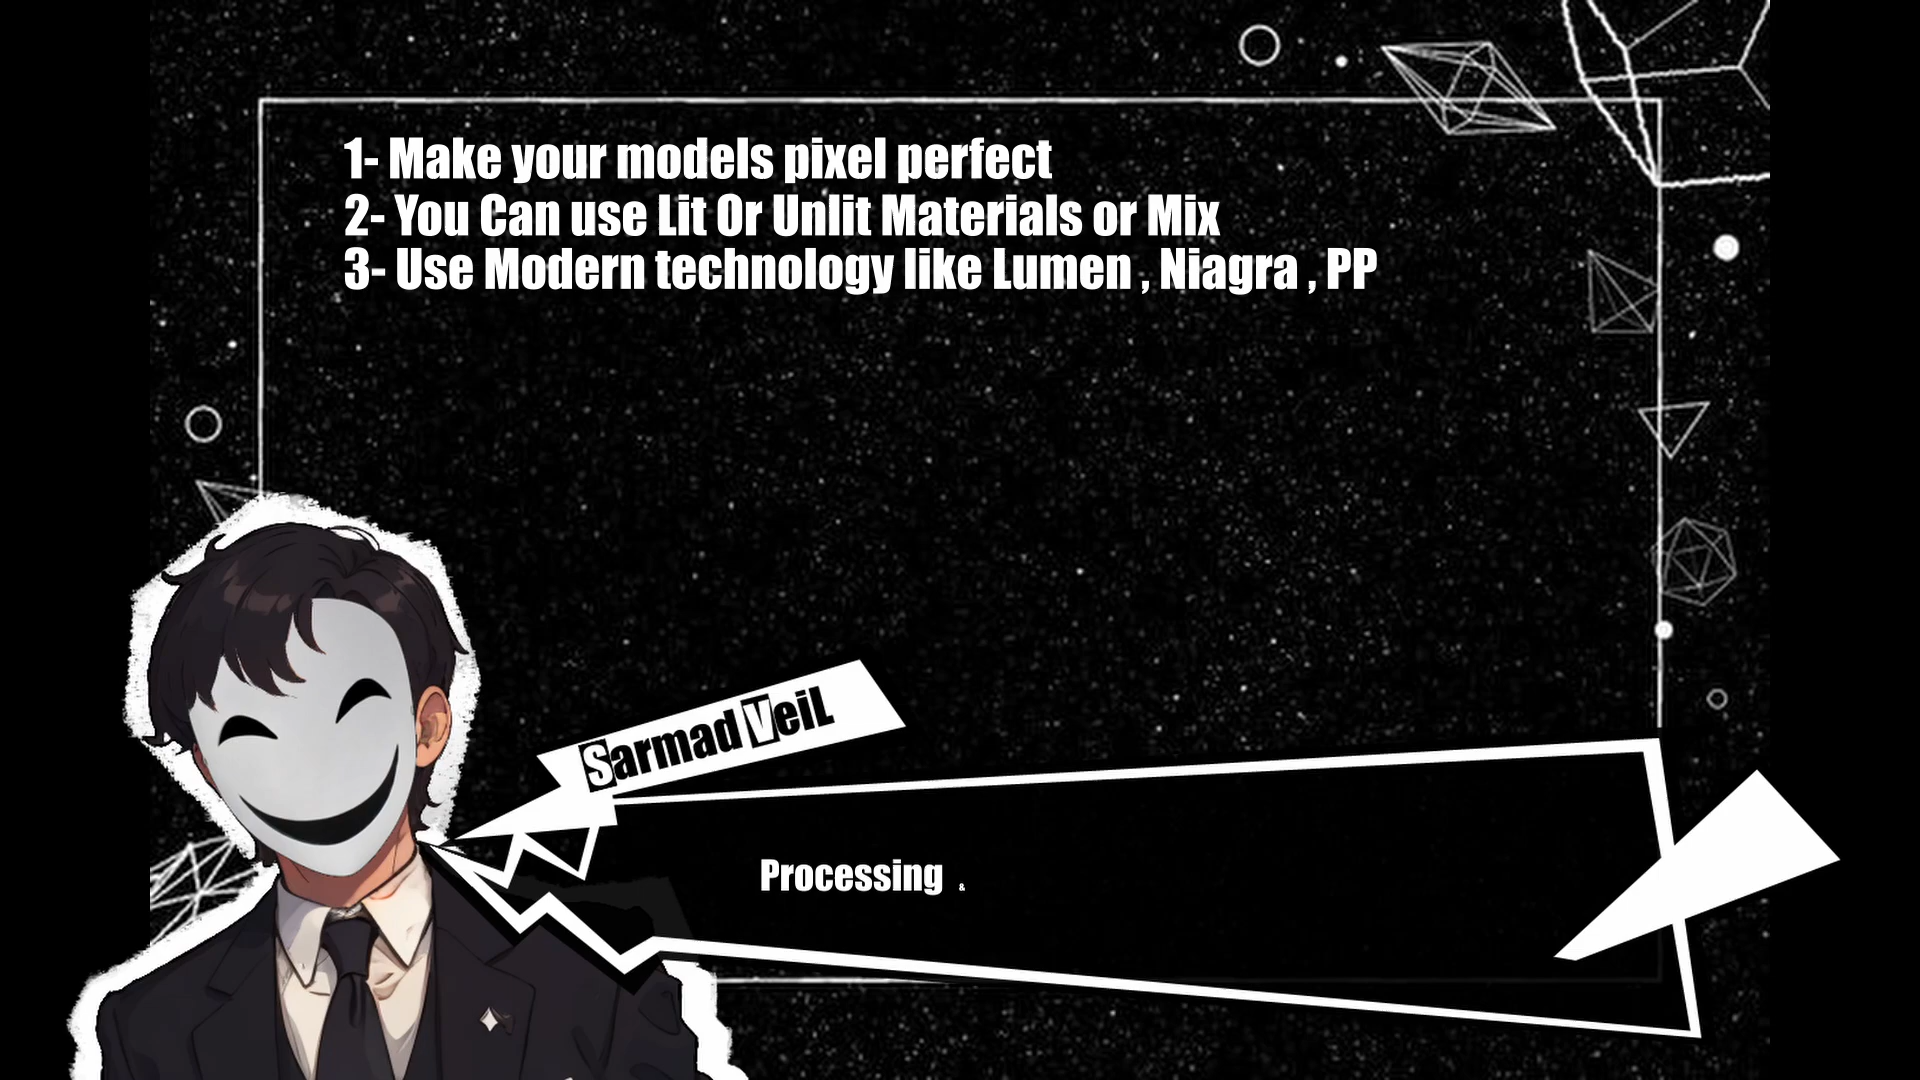 1- Make your models pixel perfect
2- You Can use Lit Or Unlit Materials or Mix
3- Use Modern technology like Lumen , Niagra , PP
Sarmad VeiL
Processing &